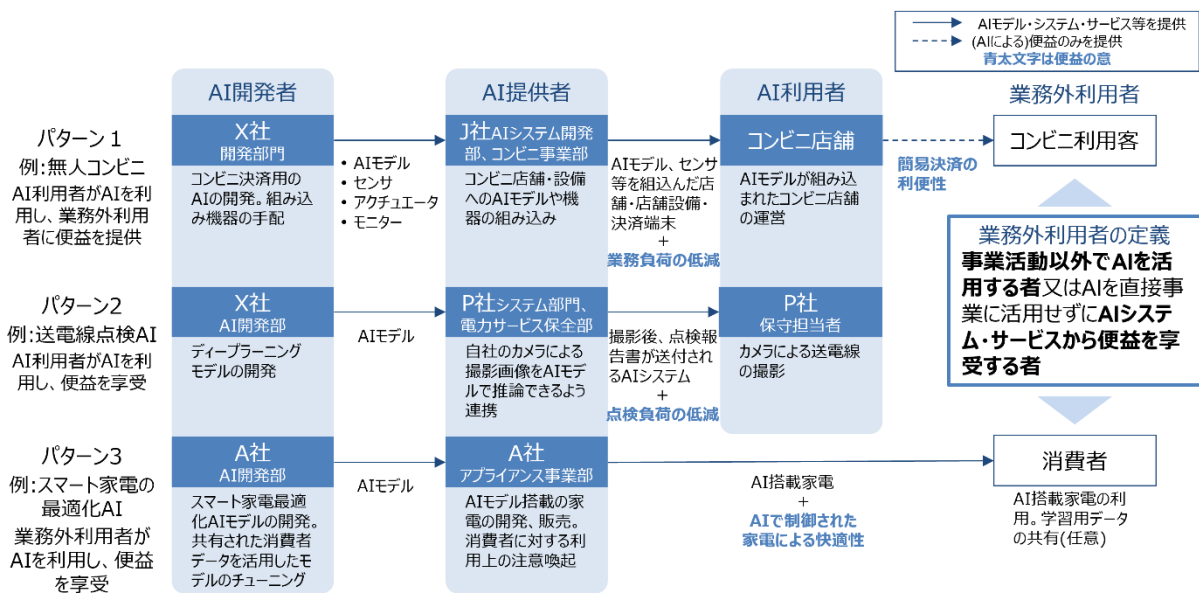 AIモデル・システム・サービス等を提供
(AIによる)便益のみを提供
青太文字は便益の意
AI開発者
AI提供者
AI利用者
業務外利用者
パターン1
例:無人コンビニ
AI利用者がAIを利
用し、業務外利用
者に便益を提供
X社
開発部門
コンビニ決済用の
AIの開発。組み込
み機器の手配
• AIモデル
• センサ
• アクチュエータ
• モニター
J社AIシステム開発
部、コンビニ事業部
コンビニ店舗・設備
へのAIモデルや機
器の組み込み
AIモデル、センサ
等を組込んだ店
舗・店舗設備・
決済端末
+
業務負荷の低減
コンビニ店舗
AIモデルが組み込
まれたコンビニ店舗
の運営
簡易決済の
利便性
コンビニ利用客
業務外利用者の定義
事業活動以外でAIを活
用する者又はAIを直接事
業に活用せずにAIシステ
ム・サービスから便益を享
受する者
パターン2
例:送電線点検AI
AI利用者がAIを利
用し、便益を享受
X社
AI開発部
ディープラーニング
モデルの開発
AIモデル
P社システム部門、
電力サービス保全部
自社のカメラによる
撮影画像をAIモデ
ルで推論できるよう
連携
撮影後、点検報
告書が送付され
るAIシステム
+
点検負荷の低減
P社
保守担当者
カメラによる送電線
の撮影
パターン3
例:スマート家電の
最適化AI
業務外利用者が
AIを利用し、便益
を享受
A社
AI開発部
スマート家電最適
化AIモデルの開発。
共有された消費者
データを活用したモ
デルのチューニング
AIモデル
A社
アプライアンス事業部
AIモデル搭載の家
電の開発、販売。
消費者に対する利
用上の注意喚起
AI搭載家電
+
AIで制御された
家電による快適性
消費者
AI搭載家電の利
用。学習用データ
の共有(任意)